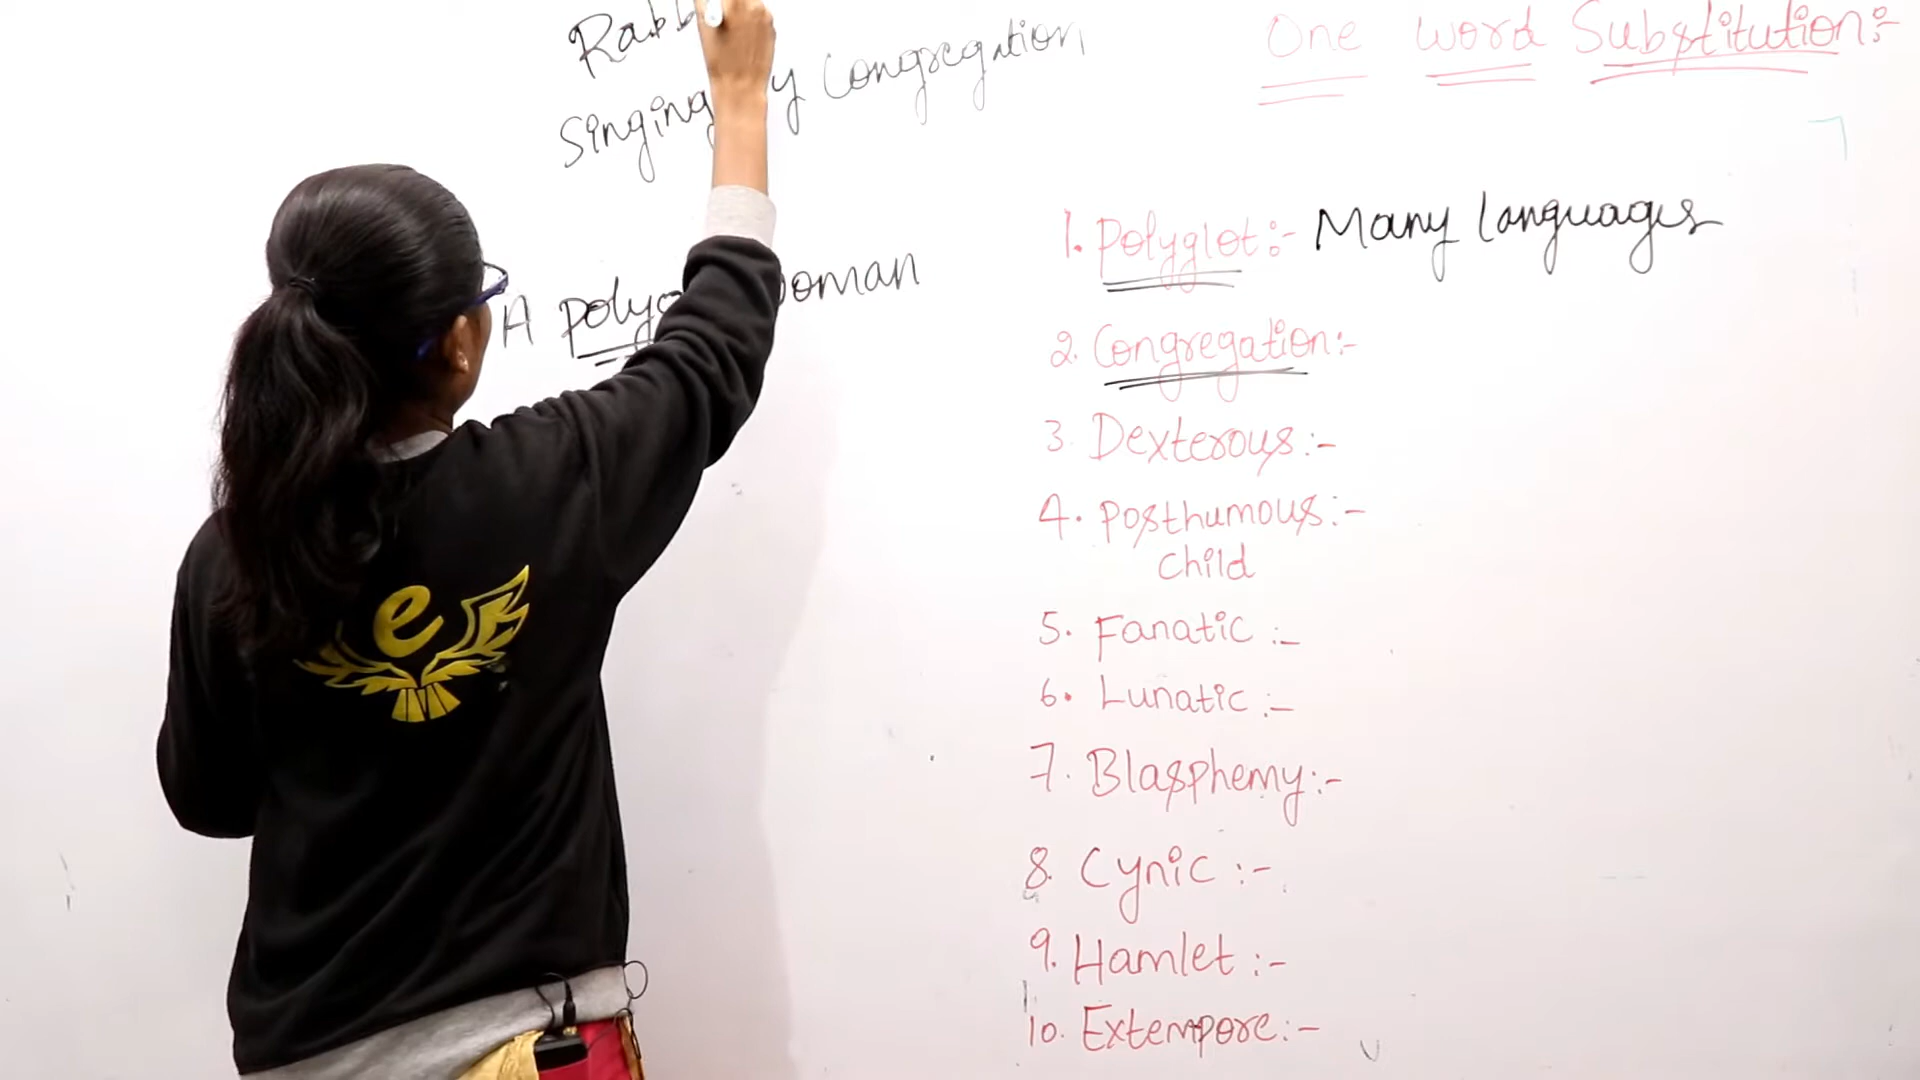 One word Substitution:-
Singing Congregation
1. Polyglot:- Many languages
A
2. Congregation:-
3. Dexterous:-
4. Posthumous:-
Child
5. Fanatic :-
6. Lunatic :-
7. Blasphemy:-
8. Cynic :-
9. Hamlet :-
10. Extempore:-
e